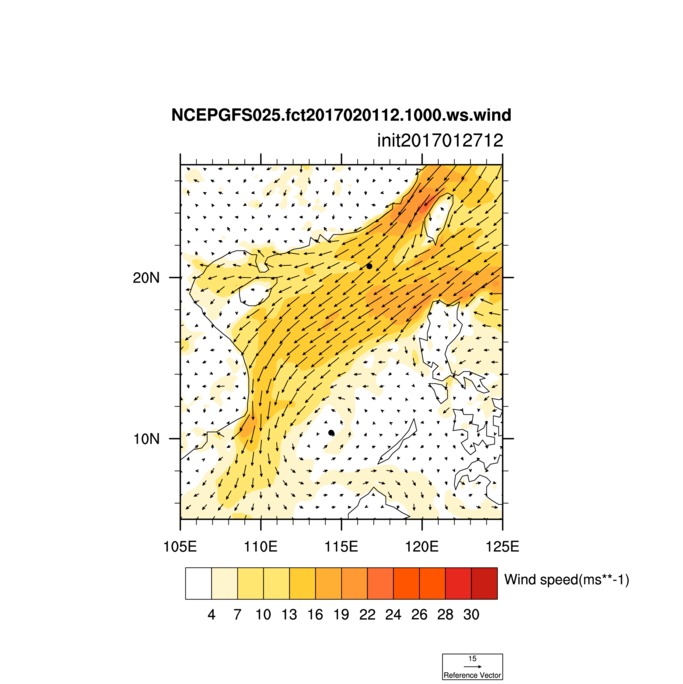 NCEPGFS025.fct2017020112.1000.ws.wind
init2017012712
20N
10N
105E 110E 115E 120E 125E
Wind speed(ms**-1)
4 7 10 13 16 19 22 24 26 28 30
15
Reference Vector